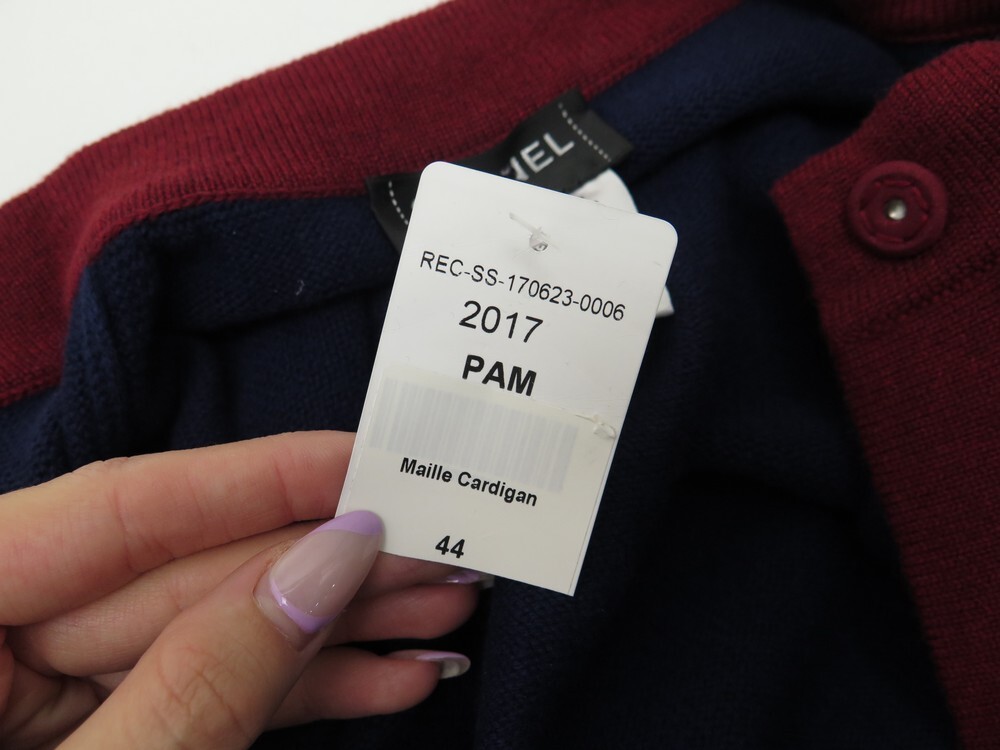 REC-SS-170623-0006
2017
PAM
Maille Cardigan
44